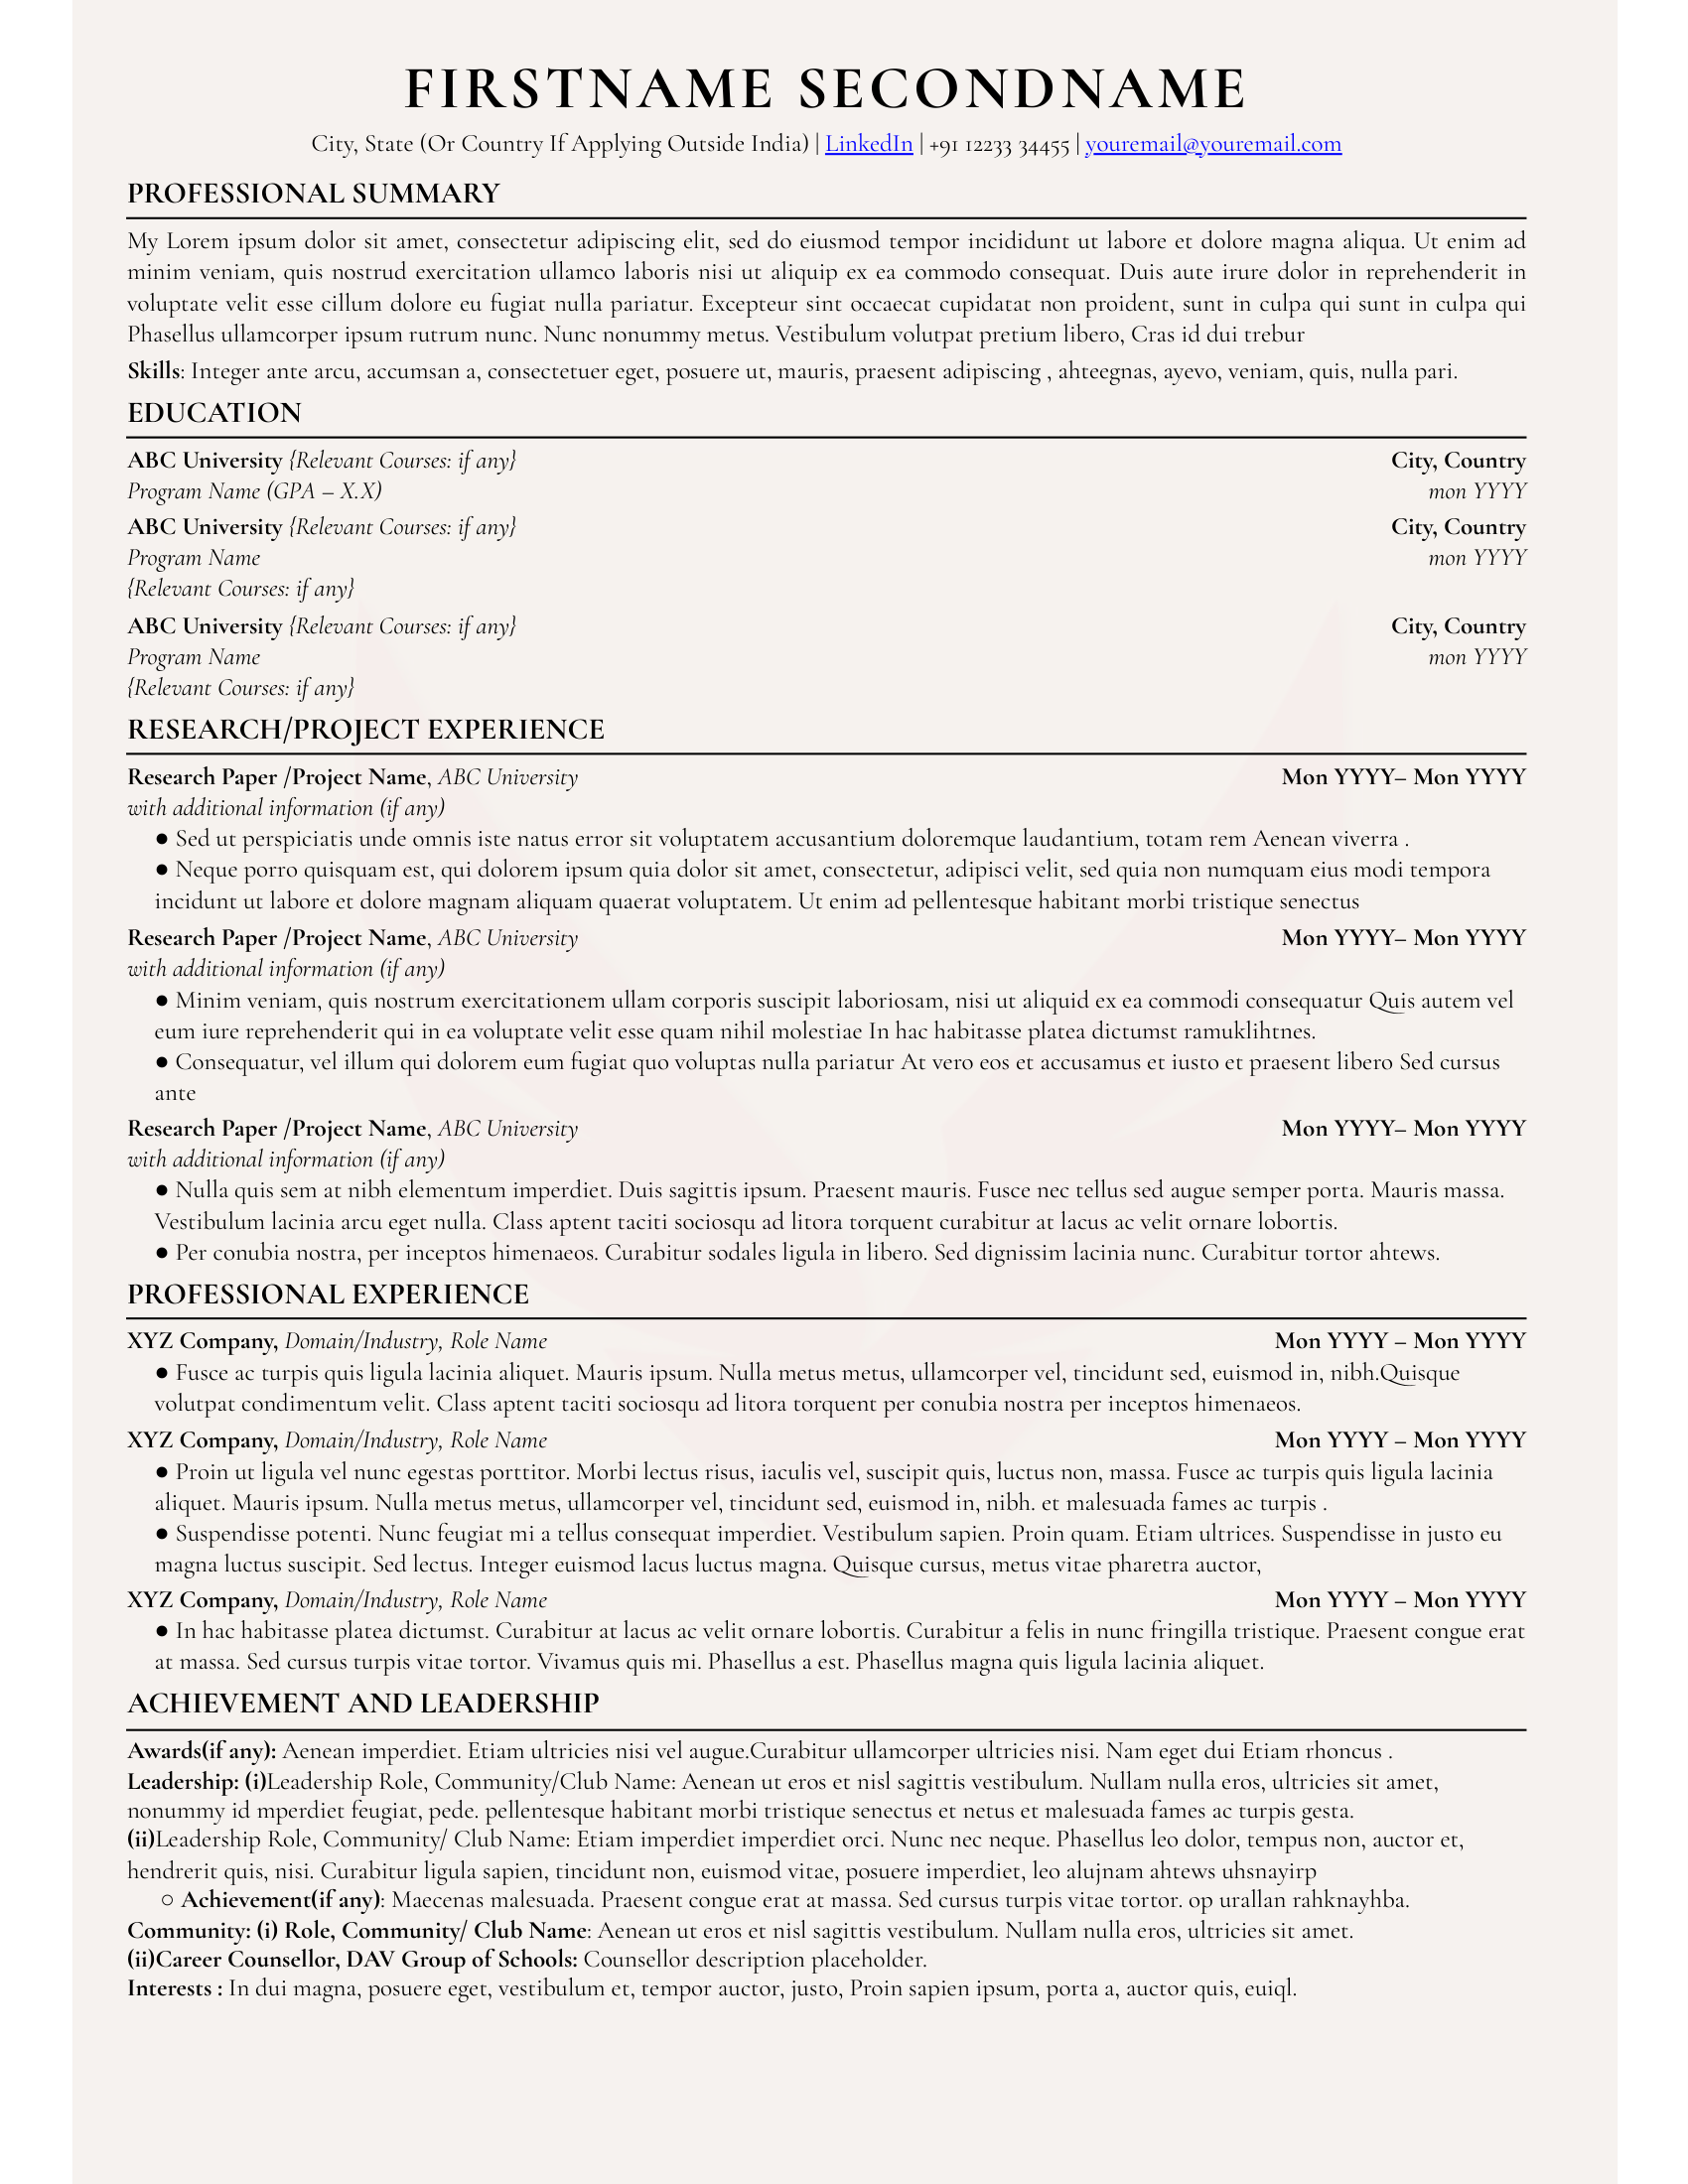 FIRSTNAME SECONDNAME
City, State (Or Country If Applying Outside India) | LinkedIn | +91 12233 34455 | youremail@youremail.com
PROFESSIONAL SUMMARY
My Lorem ipsum dolor sit amet, consectetur adipiscing elit, sed do eiusmod tempor incididunt ut labore et dolore magna aliqua. Ut enim ad
minim veniam, quis nostrud exercitation ullamco laboris nisi ut aliquip ex ea commodo consequat. Duis aute irure dolor in reprehenderit in
voluptate velit esse cillum dolore eu fugiat nulla pariatur. Excepteur sint occaecat cupidatat non proident, sunt in culpa qui sunt in culpa qui
Phasellus ullamcorper ipsum rutrum nunc. Nunc nonummy metus. Vestibulum volutpat pretium libero, Cras id dui trebur
Skills: Integer ante arcu, accumsan a, consectetuer eget, posuere ut, mauris, praesent adipiscing , ahteegnas, ayevo, veniam, quis, nulla pari.
EDUCATION
ABC University {Relevant Courses: if any} City, Country
Program Name (GPA – X.X) mon YYYY
ABC University {Relevant Courses: if any} City, Country
Program Name mon YYYY
{Relevant Courses: if any}
ABC University {Relevant Courses: if any} City, Country
Program Name mon YYYY
{Relevant Courses: if any}
RESEARCH/PROJECT EXPERIENCE
Research Paper /Project Name, ABC University Mon YYYY– Mon YYYY
with additional information (if any)
● Sed ut perspiciatis unde omnis iste natus error sit voluptatem accusantium doloremque laudantium, totam rem Aenean viverra .
● Neque porro quisquam est, qui dolorem ipsum quia dolor sit amet, consectetur, adipisci velit, sed quia non numquam eius modi tempora
incidunt ut labore et dolore magnam aliquam quaerat voluptatem. Ut enim ad pellentesque habitant morbi tristique senectus
Research Paper /Project Name, ABC University Mon YYYY– Mon YYYY
with additional information (if any)
● Minim veniam, quis nostrum exercitationem ullam corporis suscipit laboriosam, nisi ut aliquid ex ea commodi consequatur Quis autem vel
eum iure reprehenderit qui in ea voluptate velit esse quam nihil molestiae In hac habitasse platea dictumst ramuklihtnes.
● Consequatur, vel illum qui dolorem eum fugiat quo voluptas nulla pariatur At vero eos et accusamus et iusto et praesent libero Sed cursus
ante
Research Paper /Project Name, ABC University Mon YYYY– Mon YYYY
with additional information (if any)
● Nulla quis sem at nibh elementum imperdiet. Duis sagittis ipsum. Praesent mauris. Fusce nec tellus sed augue semper porta. Mauris massa.
Vestibulum lacinia arcu eget nulla. Class aptent taciti sociosqu ad litora torquent curabitur at lacus ac velit ornare lobortis.
● Per conubia nostra, per inceptos himenaeos. Curabitur sodales ligula in libero. Sed dignissim lacinia nunc. Curabitur tortor ahtews.
PROFESSIONAL EXPERIENCE
XYZ Company, Domain/Industry, Role Name Mon YYYY – Mon YYYY
● Fusce ac turpis quis ligula lacinia aliquet. Mauris ipsum. Nulla metus metus, ullamcorper vel, tincidunt sed, euismod in, nibh.Quisque
volutpat condimentum velit. Class aptent taciti sociosqu ad litora torquent per conubia nostra per inceptos himenaeos.
XYZ Company, Domain/Industry, Role Name Mon YYYY – Mon YYYY
● Proin ut ligula vel nunc egestas porttitor. Morbi lectus risus, iaculis vel, suscipit quis, luctus non, massa. Fusce ac turpis quis ligula lacinia
aliquet. Mauris ipsum. Nulla metus metus, ullamcorper vel, tincidunt sed, euismod in, nibh. et malesuada fames ac turpis .
● Suspendisse potenti. Nunc feugiat mi a tellus consequat imperdiet. Vestibulum sapien. Proin quam. Etiam ultrices. Suspendisse in justo eu
magna luctus suscipit. Sed lectus. Integer euismod lacus luctus magna. Quisque cursus, metus vitae pharetra auctor,
XYZ Company, Domain/Industry, Role Name Mon YYYY – Mon YYYY
● In hac habitasse platea dictumst. Curabitur at lacus ac velit ornare lobortis. Curabitur a felis in nunc fringilla tristique. Praesent congue erat
at massa. Sed cursus turpis vitae tortor. Vivamus quis mi. Phasellus a est. Phasellus magna quis ligula lacinia aliquet.
ACHIEVEMENT AND LEADERSHIP
Awards(if any): Aenean imperdiet. Etiam ultricies nisi vel augue.Curabitur ullamcorper ultricies nisi. Nam eget dui Etiam rhoncus .
Leadership: (i)Leadership Role, Community/Club Name: Aenean ut eros et nisl sagittis vestibulum. Nullam nulla eros, ultricies sit amet,
nonummy id mperdiet feugiat, pede. pellentesque habitant morbi tristique senectus et netus et malesuada fames ac turpis gesta.
(ii)Leadership Role, Community/ Club Name: Etiam imperdiet imperdiet orci. Nunc nec neque. Phasellus leo dolor, tempus non, auctor et,
hendrerit quis, nisi. Curabitur ligula sapien, tincidunt non, euismod vitae, posuere imperdiet, leo alujnam ahtews uhsnayirp
○ Achievement(if any): Maecenas malesuada. Praesent congue erat at massa. Sed cursus turpis vitae tortor. op urallan rahknayhba.
Community: (i) Role, Community/ Club Name: Aenean ut eros et nisl sagittis vestibulum. Nullam nulla eros, ultricies sit amet.
(ii)Career Counsellor, DAV Group of Schools: Counsellor description placeholder.
Interests : In dui magna, posuere eget, vestibulum et, tempor auctor, justo, Proin sapien ipsum, porta a, auctor quis, euiql.